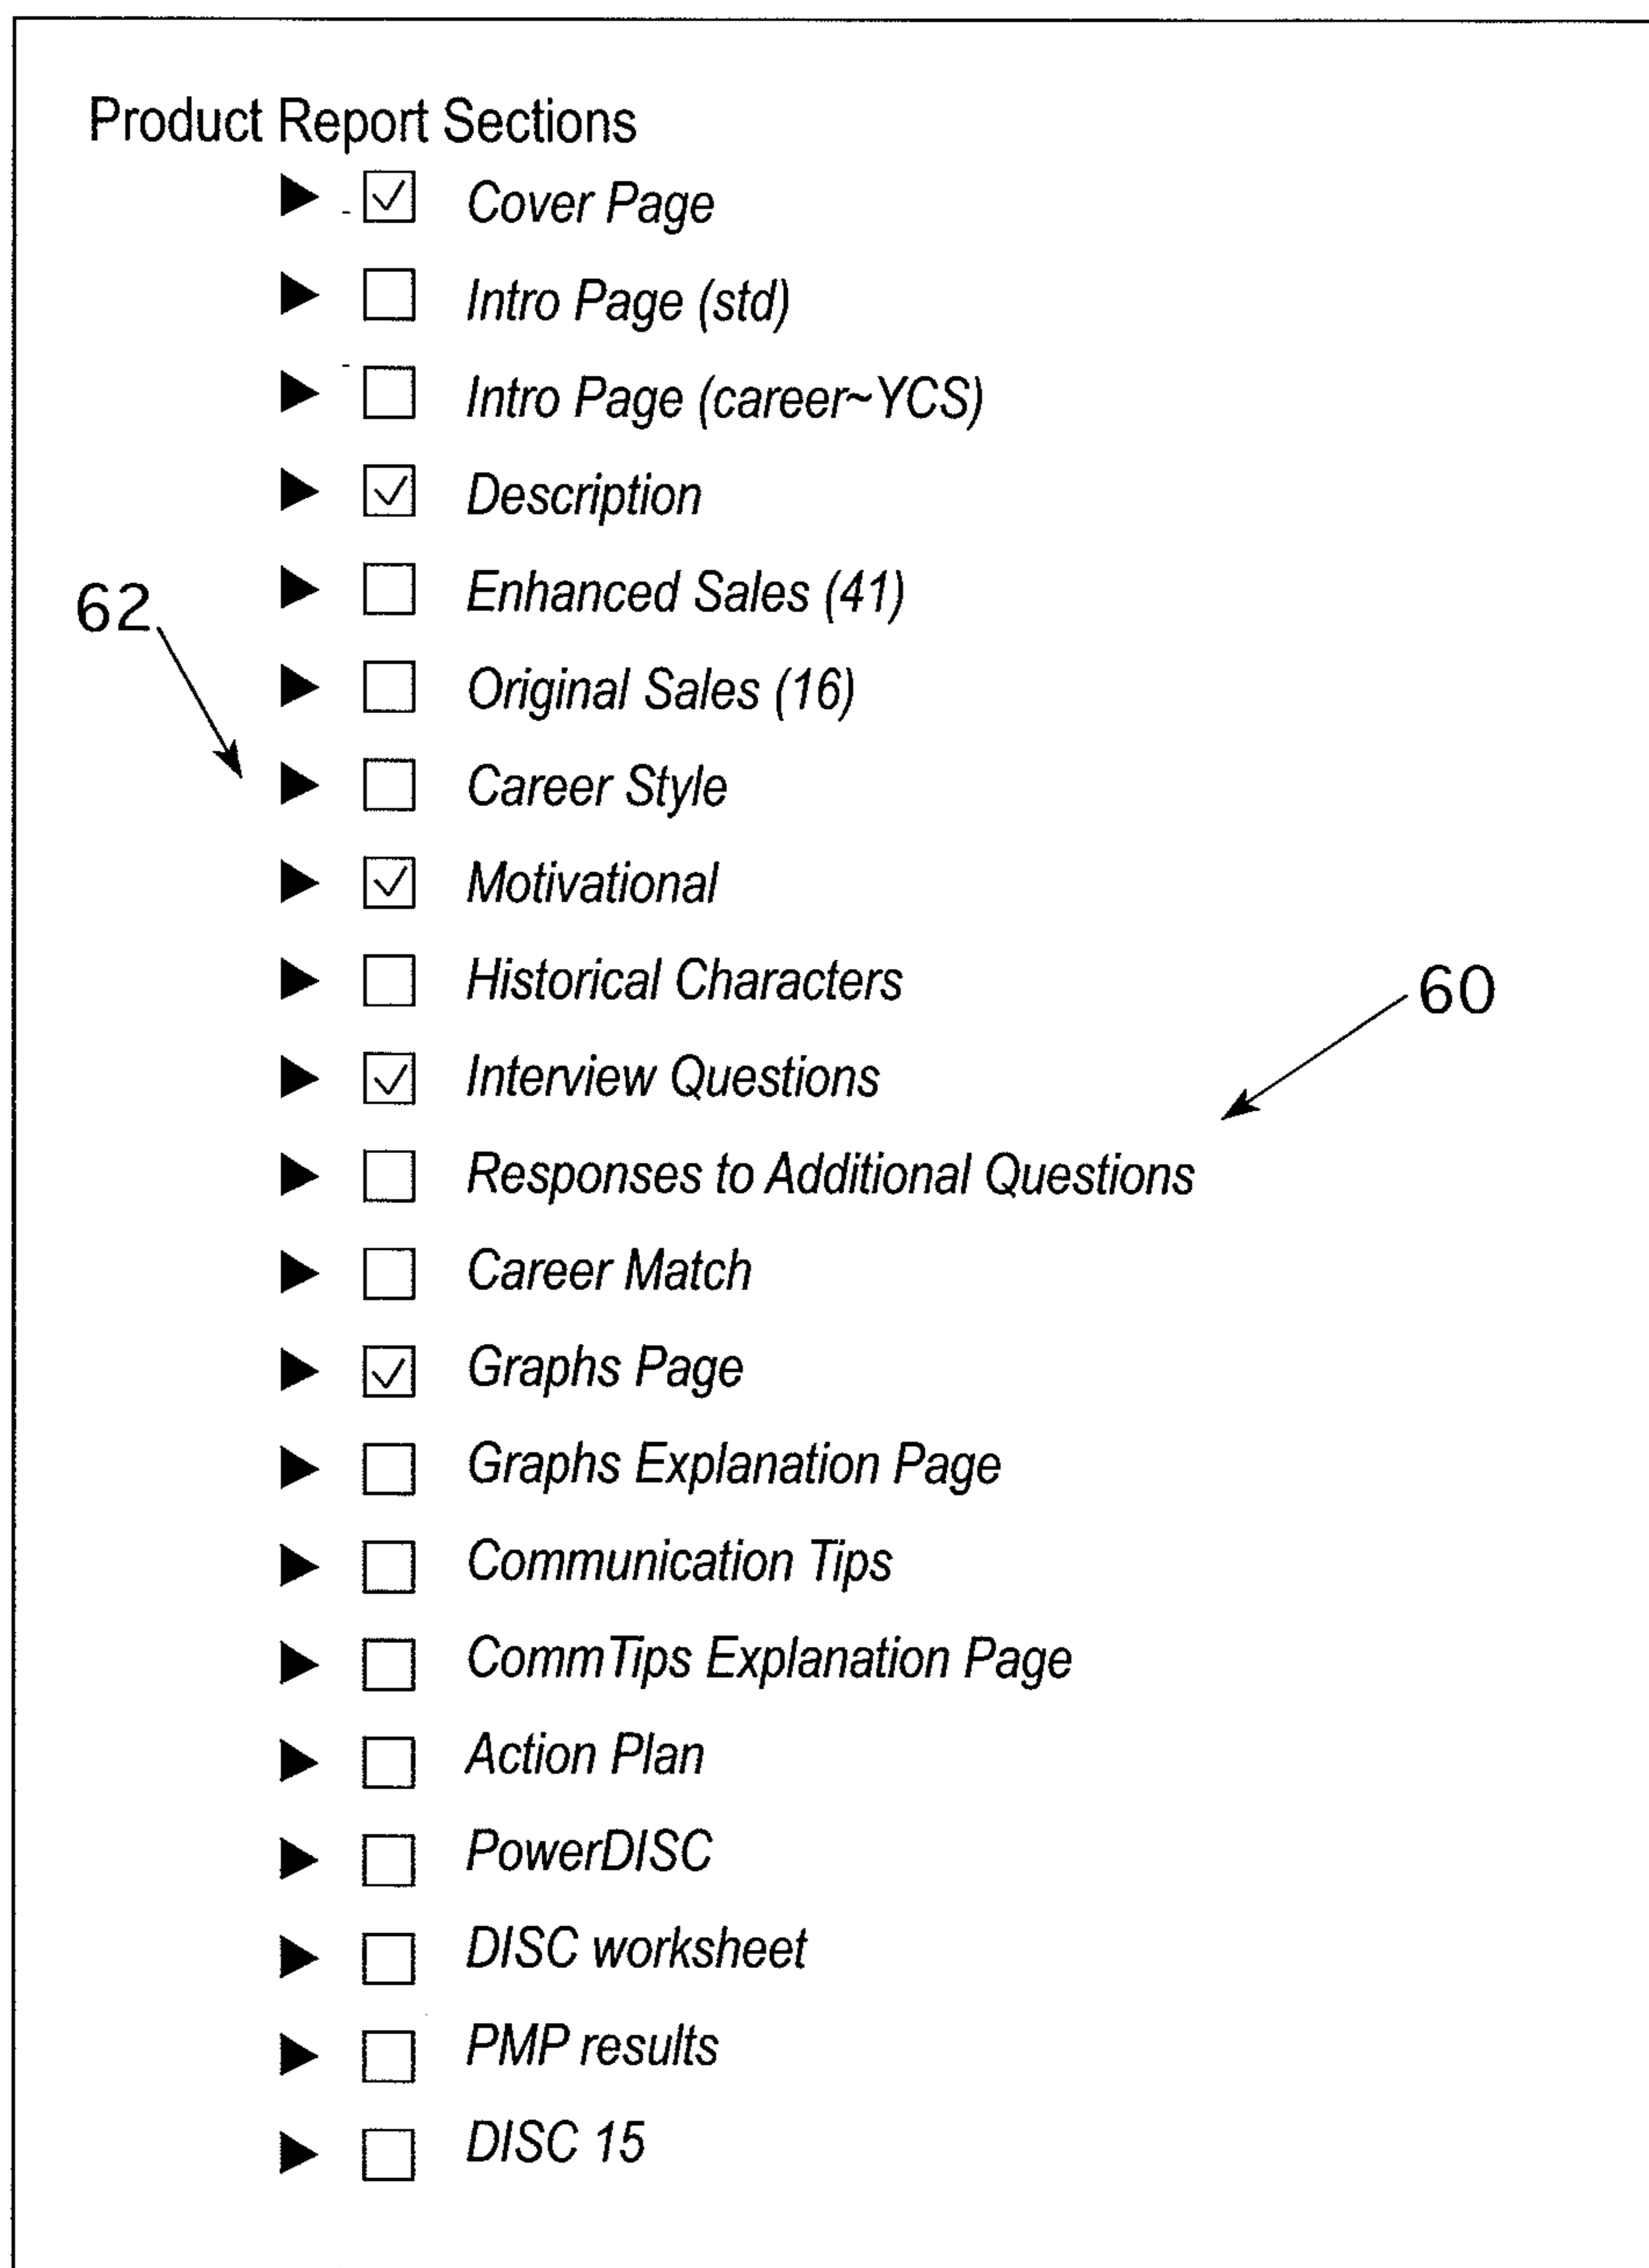 Product Report Sections
Cover Page
Intro Page (std)
Intro Page (career~YCS)
Description
Enhanced Sales (41)
62
Original Sales (16)
Career Style
Motivational
Historical Characters
60
Interview Questions
Responses to Additional Questions
Career Match
Graphs Page
Graphs Explanation Page
Communication Tips
CommTips Explanation Page
Action Plan
PowerDISC
DISC worksheet
PMP results
DISC 15